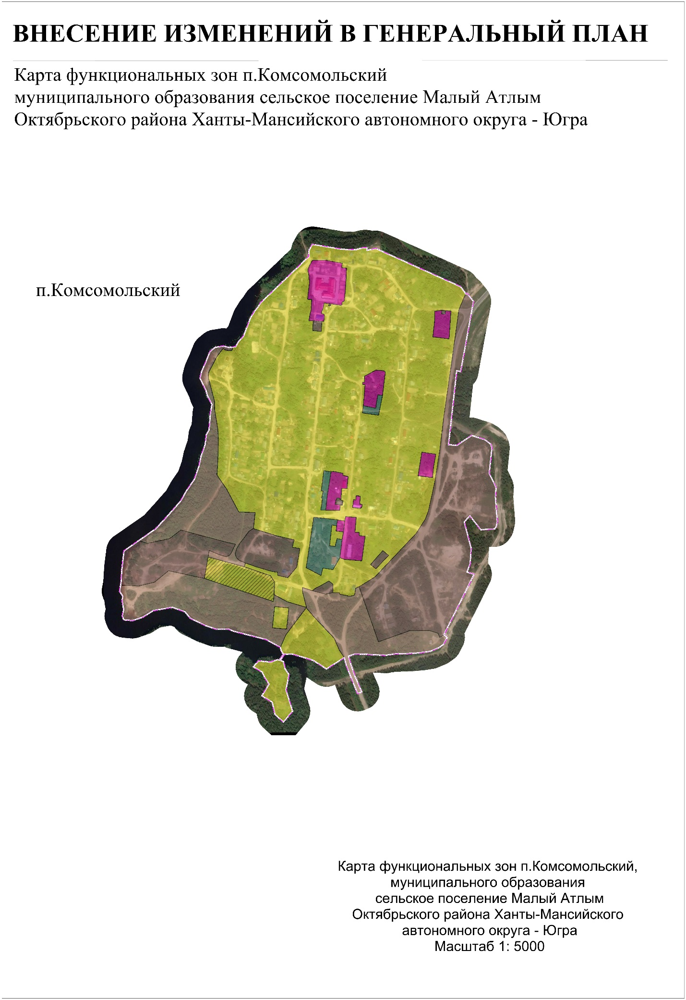 ВНЕСЕНИЕ ИЗМЕНЕНИЙ В ГЕНЕРАЛЬНЫЙ ПЛАН
Карта функциональных зон п.Комсомольский
муниципального образования сельское поселение Малый Атлым
Октябрьского района Ханты-Мансийского автономного округа - Югра
п.Комсомольский
Карта функциональных зон п.Комсомольский,
муниципального образования
сельское поселение Малый Атлым
Октябрьского района Ханты-Мансийского
автономного округа - Югра
Масштаб 1: 5000